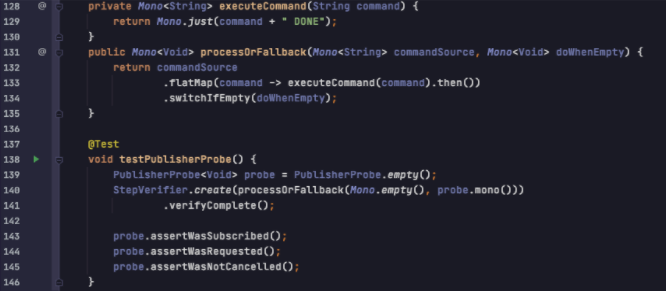 128 @ private Mono<String> executeCommand(String command) {
129 return Mono.just(command + " DONE");
130 }
131 @ public Mono<Void> processOrFallback(Mono<String> commandSource, Mono<Void> doWhenEmpty) {
132 return commandSource
133 .flatMap(command -> executeCommand(command).then())
134 .switchIfEmpty(doWhenEmpty);
135 }
136
137 @Test
138 void testPublisherProbe() {
139 PublisherProbe<Void> probe = PublisherProbe.empty();
140 StepVerifier.create(processOrFallback(Mono.empty(), probe.mono()))
141 .verifyComplete();
142
143 probe.assertWasSubscribed();
144 probe.assertWasRequested();
145 probe.assertWasNotCancelled();
146 }